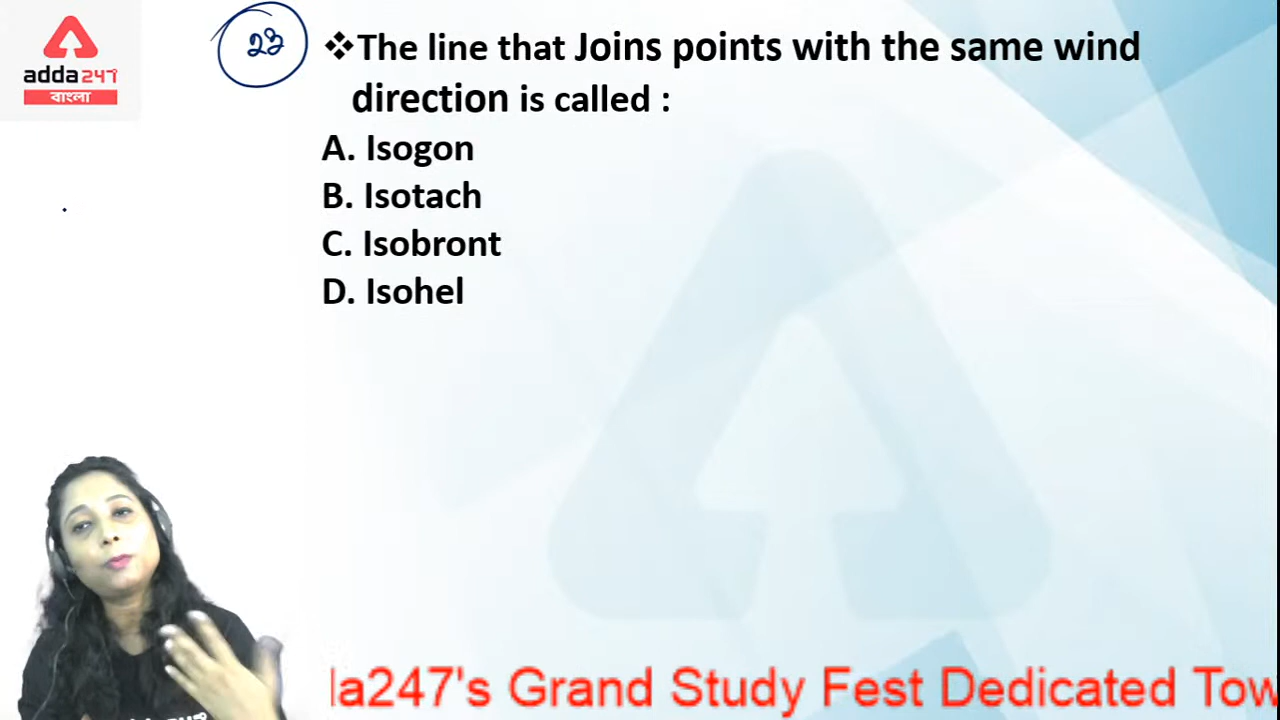 adda247
বাংলা
23
❖The line that Joins points with the same wind
direction is called :
A. Isogon
B. Isotach
C. Isobront
D. Isohel
la247's Grand Study Fest Dedicated Tow